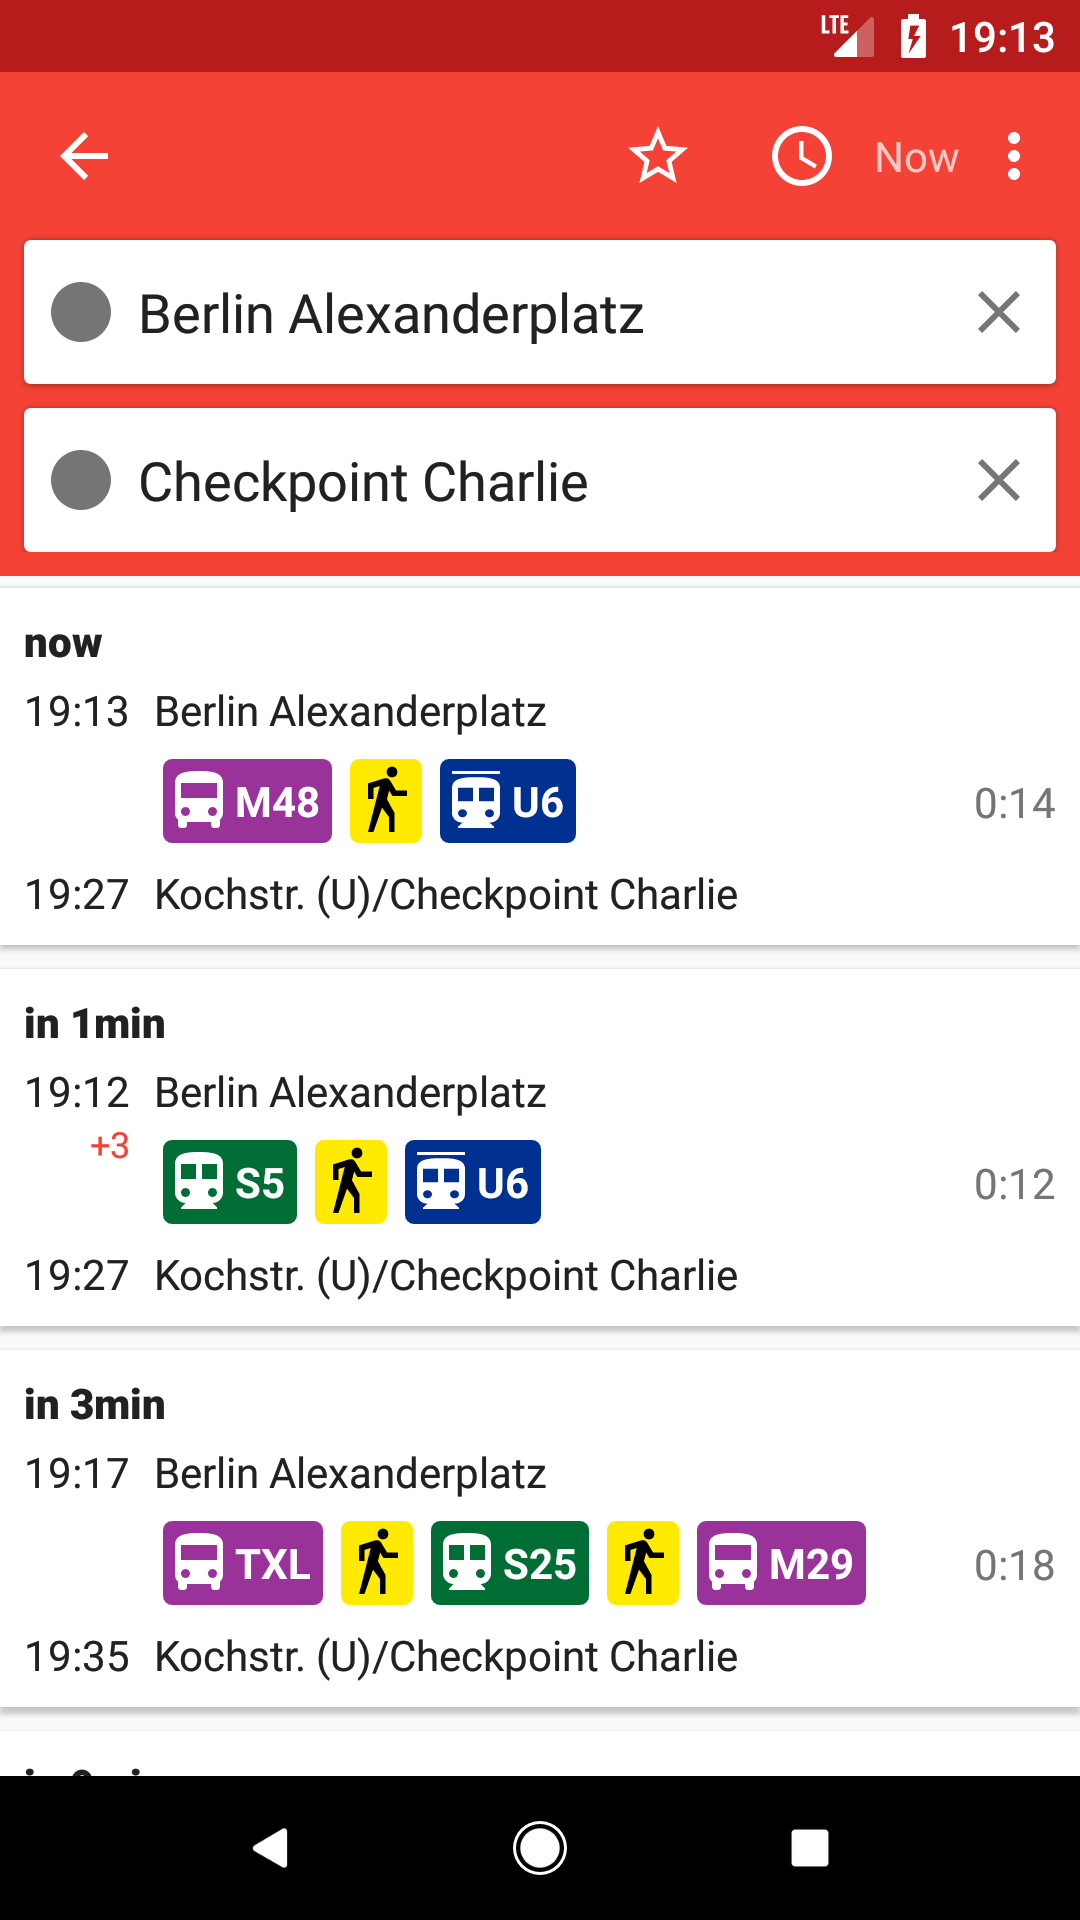 LTE 19:13
Now
Berlin Alexanderplatz
Checkpoint Charlie
now
19:13 Berlin Alexanderplatz
M48 U6 0:14
19:27 Kochstr. (U)/Checkpoint Charlie
in 1min
19:12 Berlin Alexanderplatz
+3
S5 U6 0:12
19:27 Kochstr. (U)/Checkpoint Charlie
in 3min
19:17 Berlin Alexanderplatz
TXL S25 M29 0:18
19:35 Kochstr. (U)/Checkpoint Charlie